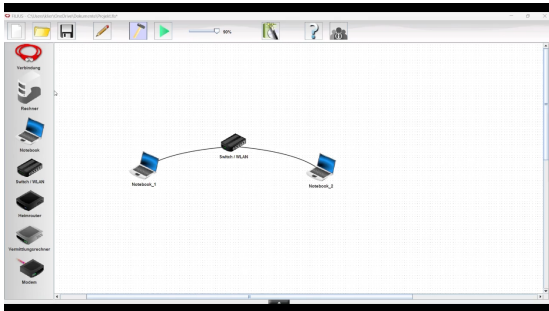 90%
Verbindung
Rechner
Notebook
Switch / WLAN
Heimrouter
Vermittlungsrechner
Modem
Switch / WLAN
Notebook_1
Notebook_2